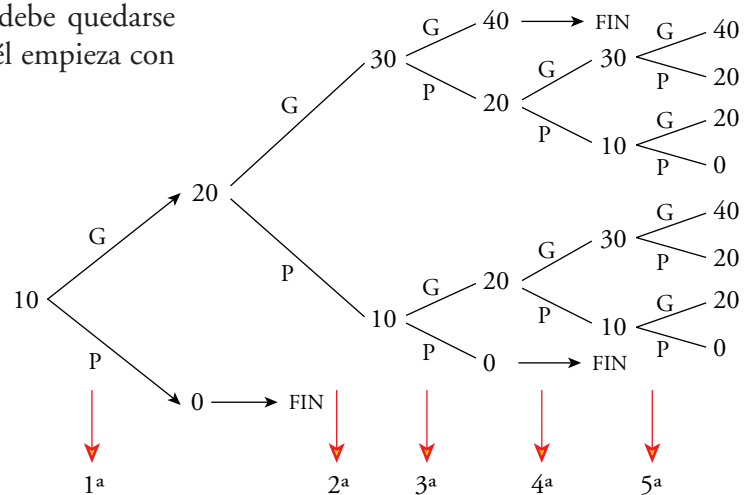 debe quedarse
él empieza con
G 40 FIN G 40
30 G 30
G P 20 P 20
P G 20
10 P 0
20
G G 40
P G 30 P 20
G 20
10 10 P G 20
P 0 FIN P 0
P
0 FIN
1ª 2ª 3ª 4ª 5ª